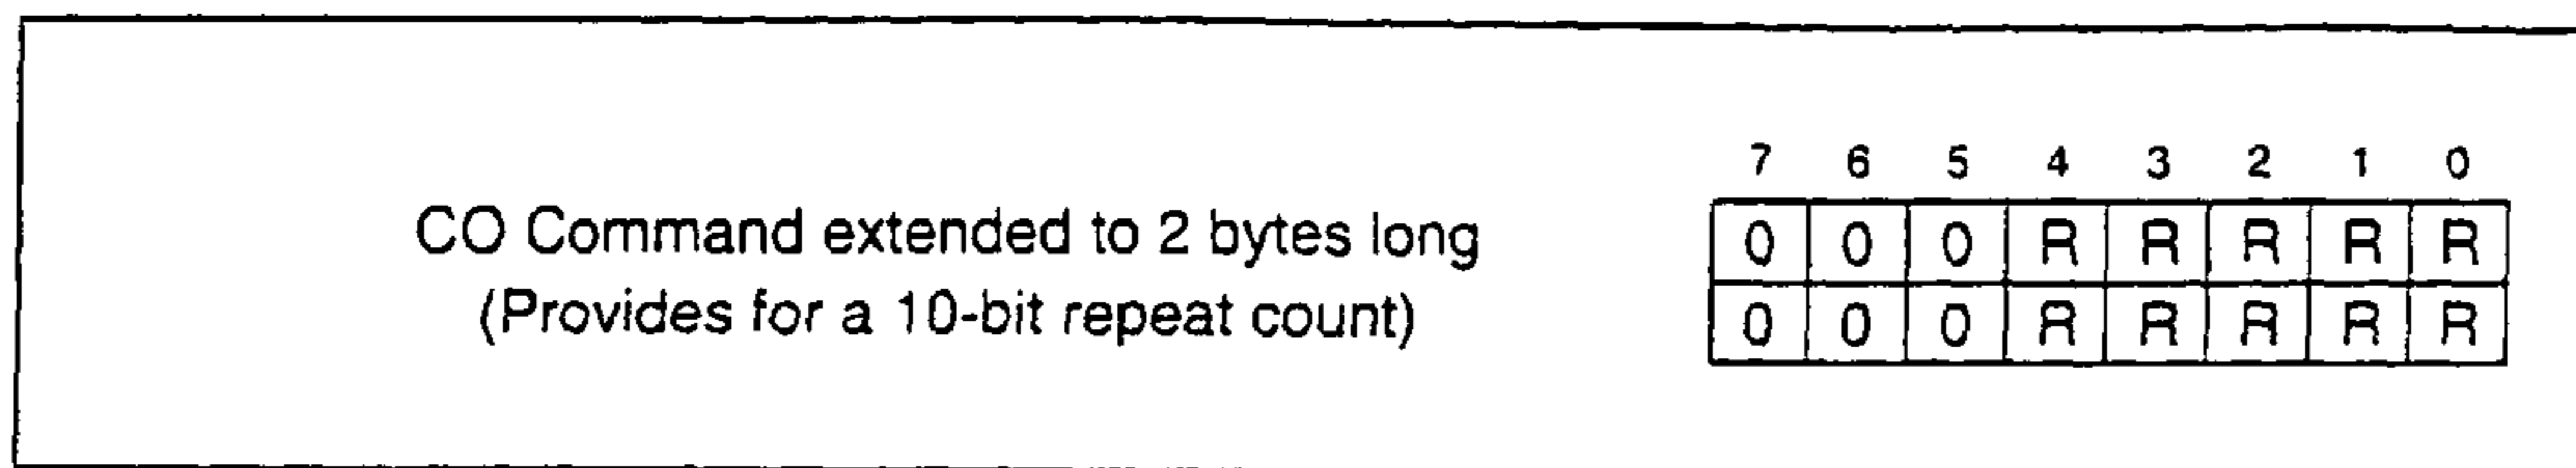 7 6 5 4 3 2 1 0
CO Command extended to 2 bytes long
0 0 0 R R R R R
(Provides for a 10-bit repeat count)
0 0 0 R R R R R